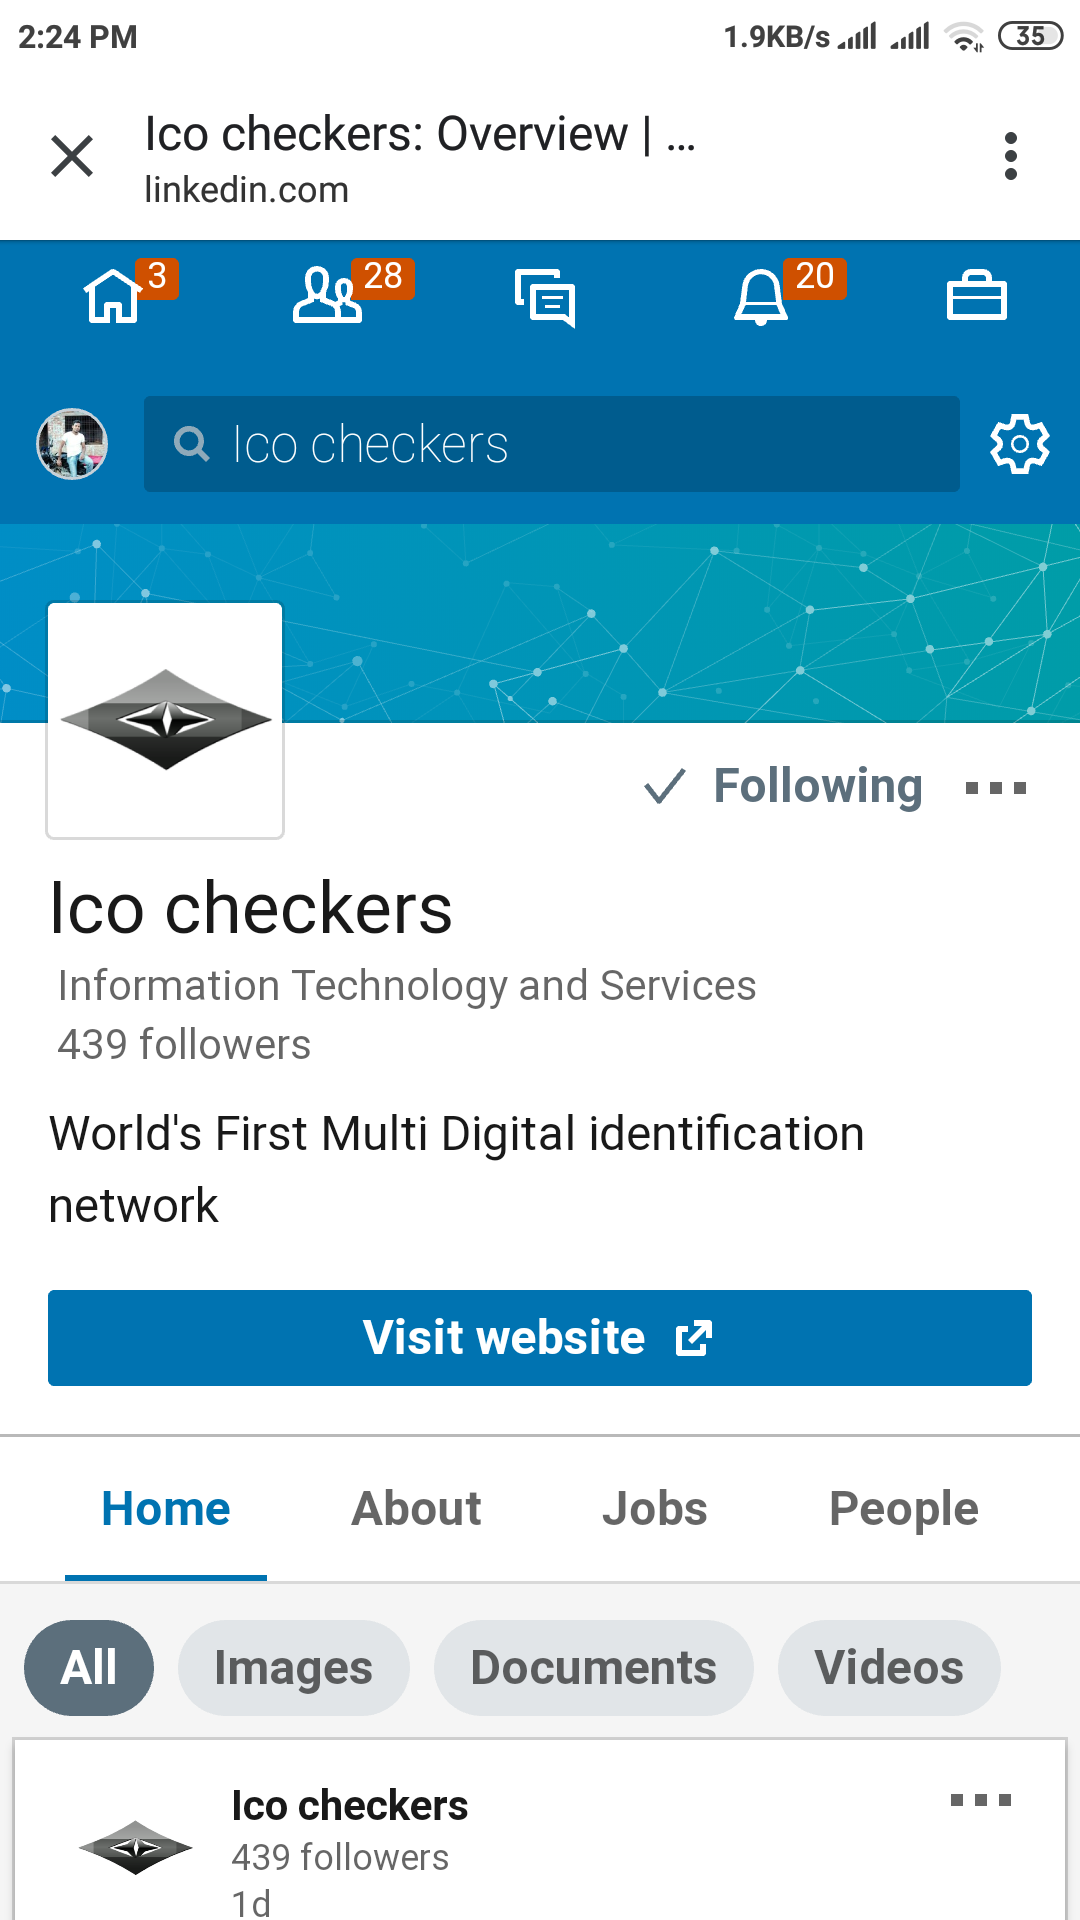 2:24 PM 1.9KB/s 35
Ico checkers: Overview | ...
linkedin.com
3 28 20
Ico checkers
Following
Ico checkers
Information Technology and Services
439 followers
World's First Multi Digital identification
network
Visit website
Home About Jobs People
All Images Documents Videos
Ico checkers
439 followers
1d